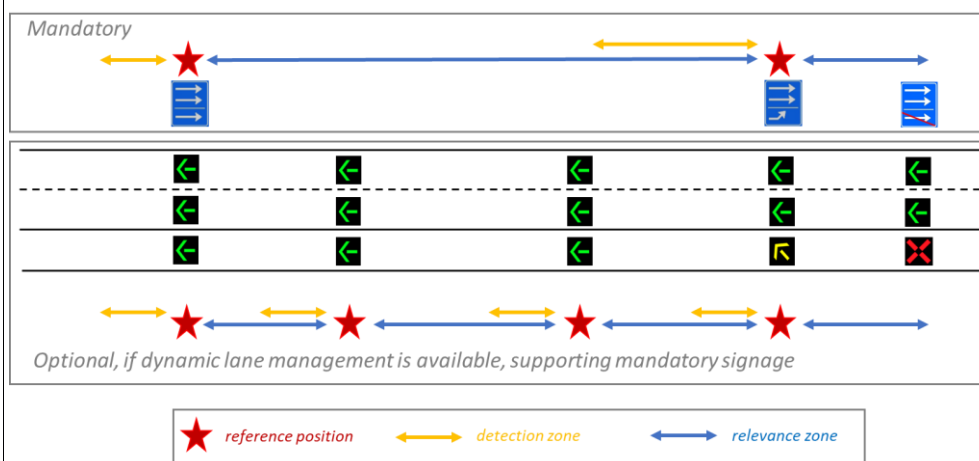 Mandatory
Optional, if dynamic lane management is available, supporting mandatory signage
reference position
detection zone
relevance zone